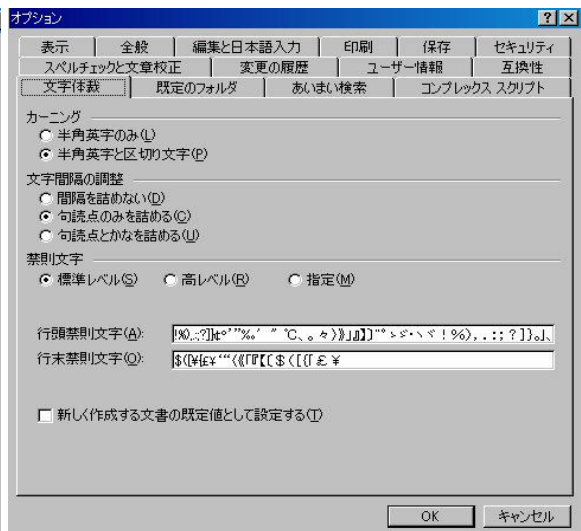 オプション
表示 全般 編集と日本語入力 印刷 保存 セキュリティ
スペルチェックと文章校正 変更の履歴 ユーザー情報 互換性
文字体裁 既定のフォルダ あいまい検索 コンプレックス スクリプト
カーニング
半角英字のみ(L)
半角英字と区切り文字(P)
文字間隔の調整
間隔を詰めない(D)
句読点のみを詰める(C)
句読点とかなを詰める(U)
禁則文字
標準レベル(S) 高レベル(R) 指定(M)
行頭禁則文字(A):
行末禁則文字(O):
新しく作成する文書の既定値として設定する(T)
OK キャンセル